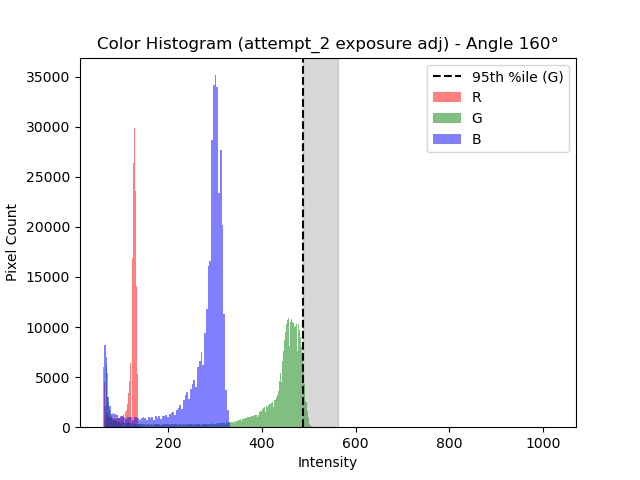 Color Histogram (attempt_2 exposure adj) - Angle 160°
35000
30000
25000
20000
15000
10000
5000
0
Pixel Count
95th %ile (G)
R
G
B
200 400 600 800 1000
Intensity